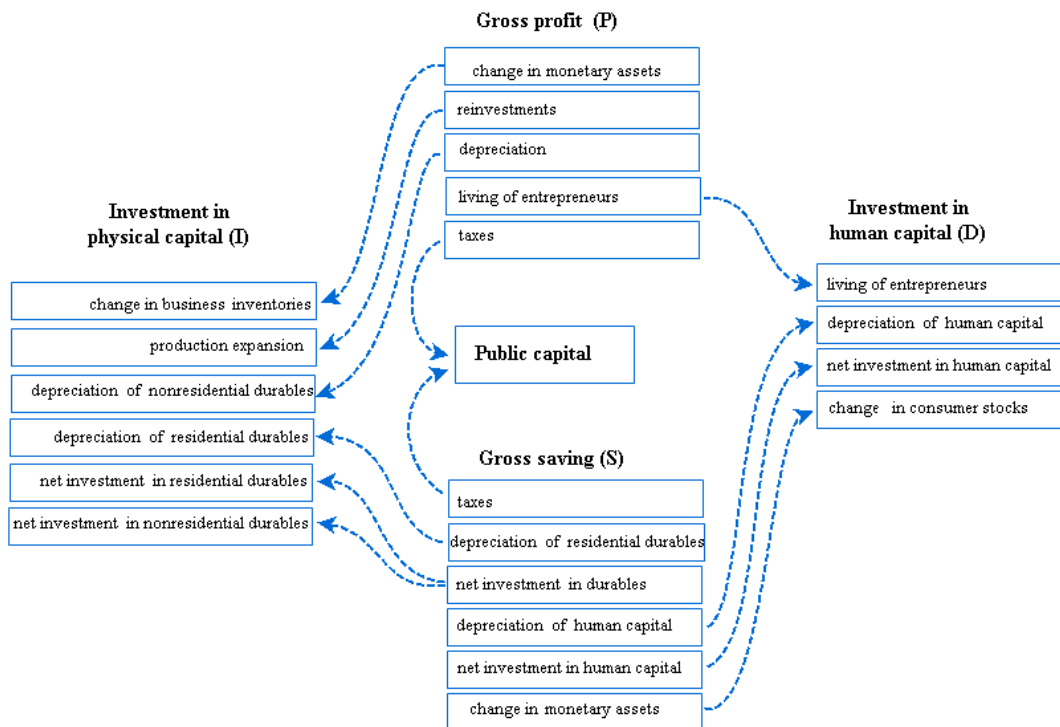 Gross profit (P)
change in monetary assets
reinvestments
depreciation
living of entrepreneurs
taxes
Investment in
physical capital (I)
change in business inventories
production expansion
depreciation of nonresidential durables
depreciation of residential durables
net investment in residential durables
net investment in nonresidential durables
Public capital
Gross saving (S)
taxes
depreciation of residential durables
net investment in durables
depreciation of human capital
net investment in human capital
change in monetary assets
Investment in
human capital (D)
living of entrepreneurs
depreciation of human capital
net investment in human capital
change in consumer stocks